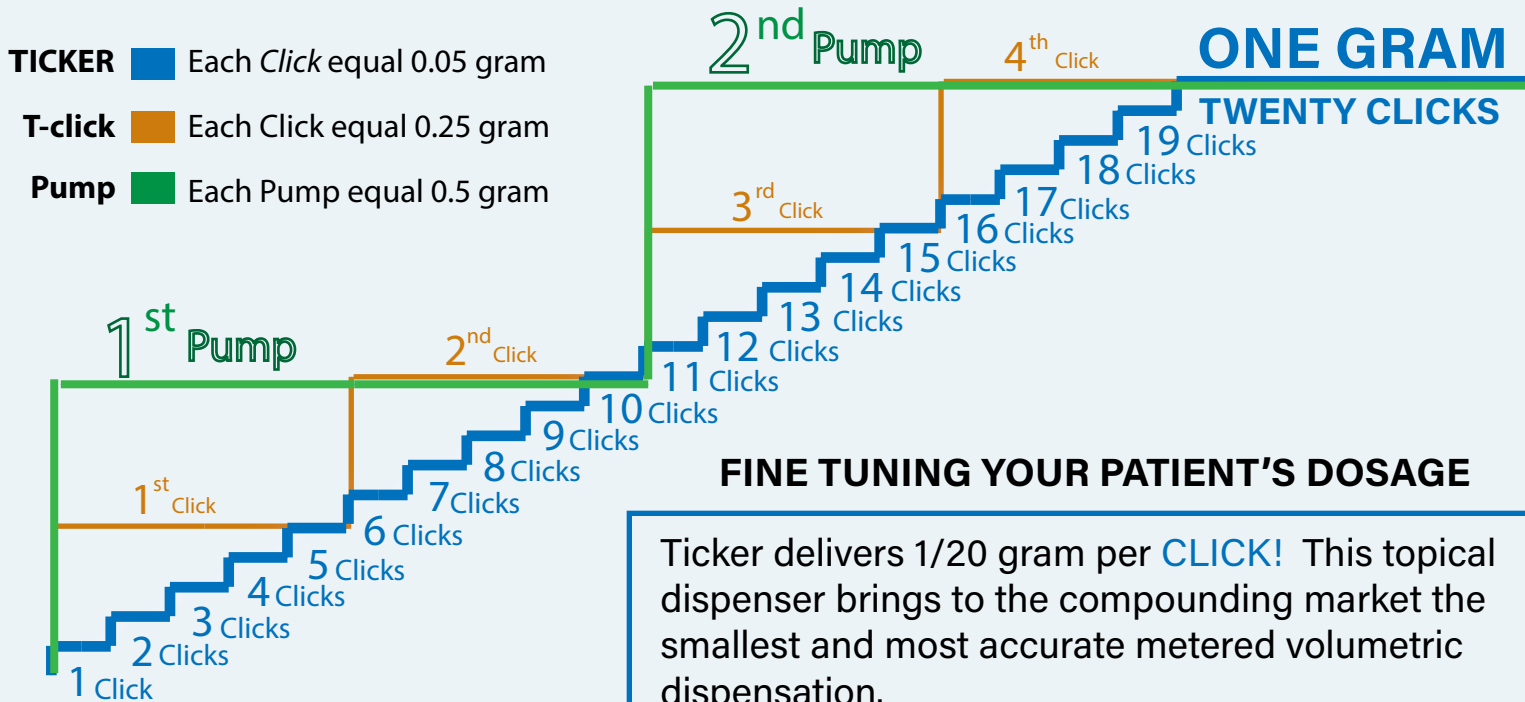 TICKER Each Click equal 0.05 gram
T-click Each Click equal 0.25 gram
Pump Each Pump equal 0.5 gram
1st Pump
2nd Pump
1st Click
2nd Click
3rd Click
4th Click
ONE GRAM
TWENTY CLICKS
1 Click
2 Clicks
3 Clicks
4 Clicks
5 Clicks
6 Clicks
7 Clicks
8 Clicks
9 Clicks
10 Clicks
11 Clicks
12 Clicks
13 Clicks
14 Clicks
15 Clicks
16 Clicks
17 Clicks
18 Clicks
19 Clicks
FINE TUNING YOUR PATIENT’S DOSAGE
Ticker delivers 1/20 gram per CLICK! This topical
dispenser brings to the compounding market the
smallest and most accurate metered volumetric
dispensation.